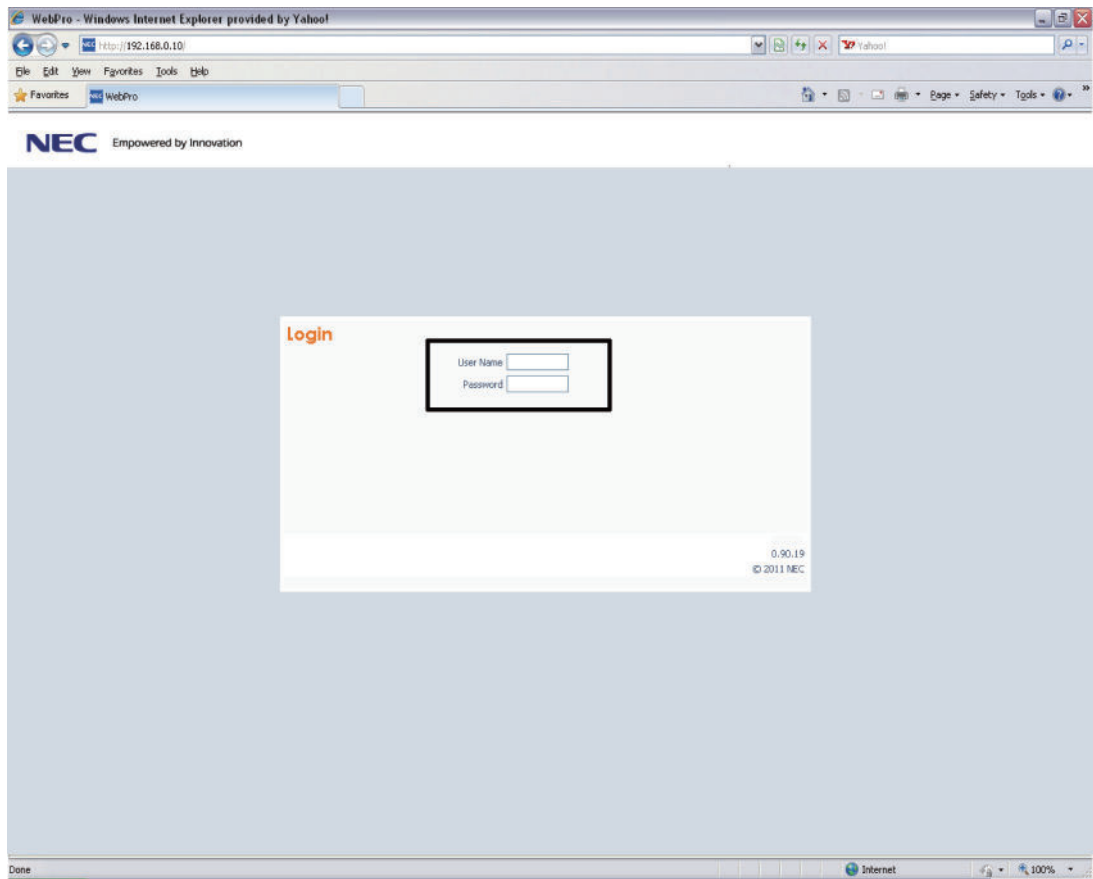 WebPro - Windows Internet Explorer provided by Yahoo!
NEC http://192.168.0.10/ Yahoo!
File Edit View Favorites Tools Help
Favorites NEC WebPro Page Safety Tools
NEC Empowered by Innovation
Login
User Name
Password
0.90.19
© 2011 NEC
Done Internet 100%